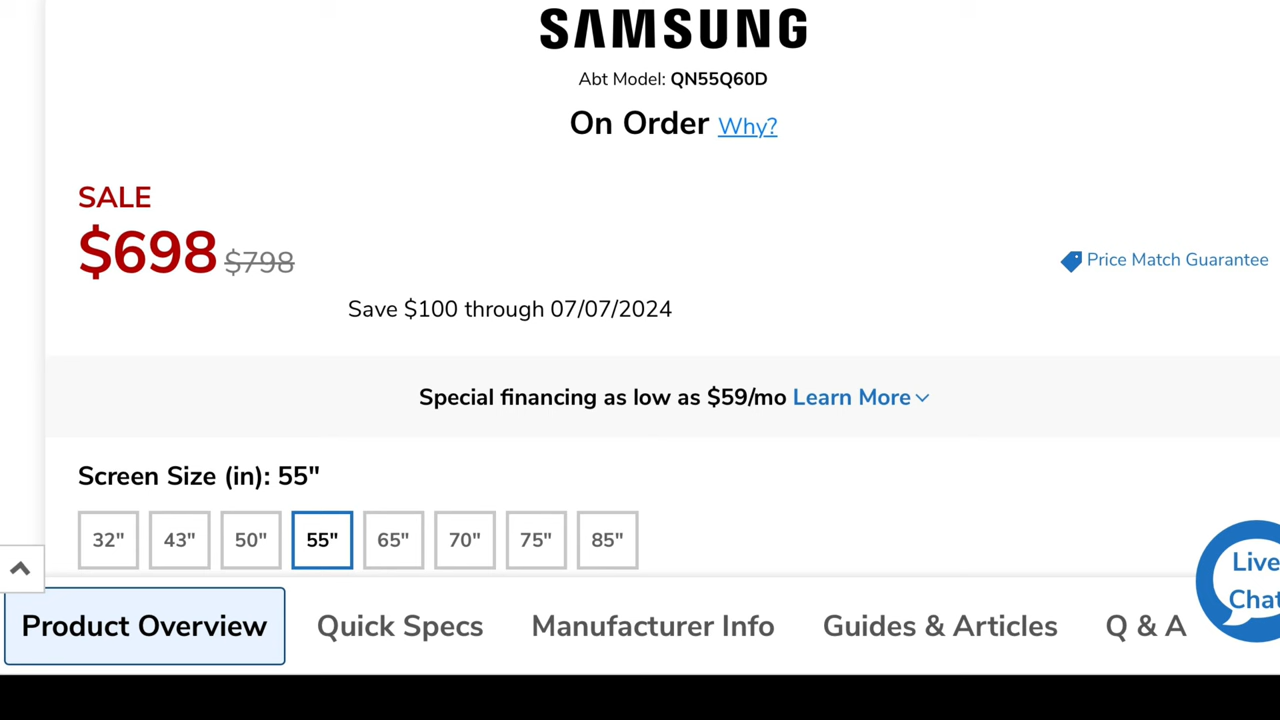 SAMSUNG
Abt Model: QN55Q60D
On Order Why?
SALE
$698 $798
Price Match Guarantee
Save $100 through 07/07/2024
Special financing as low as $59/mo Learn More
Screen Size (in): 55"
32" 43" 50" 55" 65" 70" 75" 85"
Live
Chat
Product Overview Quick Specs Manufacturer Info Guides & Articles Q & A